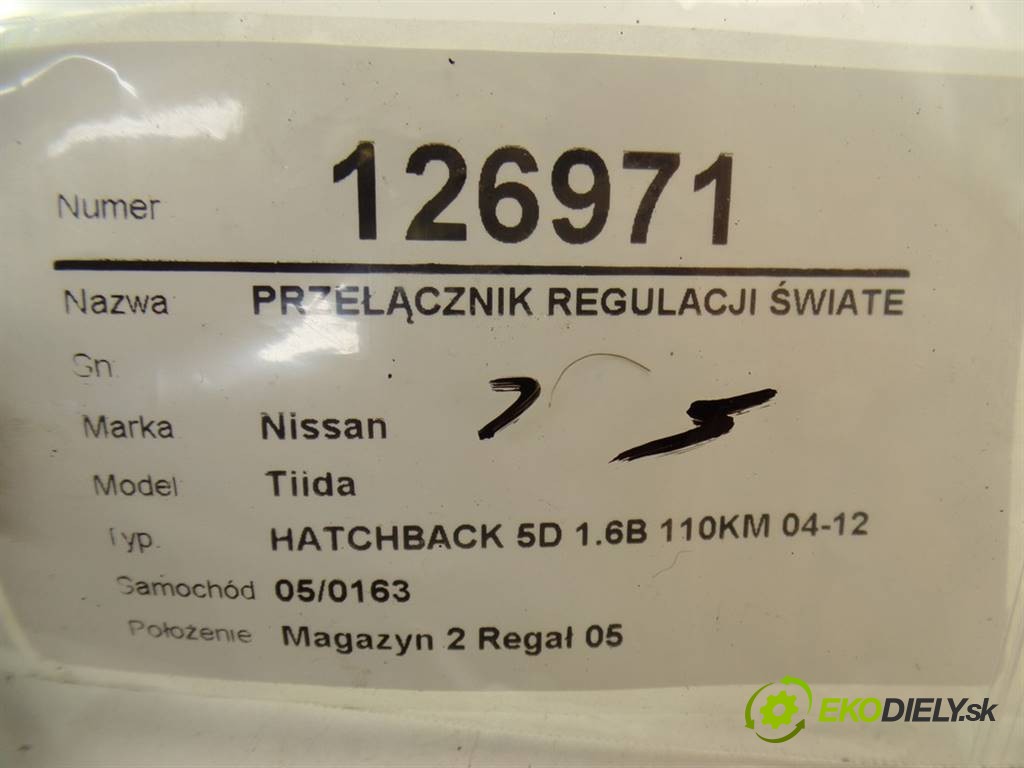 Numer 126971
Nazwa PRZEŁĄCZNIK REGULACJI ŚWIATE
Sn:
Marka Nissan
Model Tiida
Typ. HATCHBACK 5D 1.6B 110KM 04-12
Samochód 05/0163
Położenie Magazyn 2 Regał 05
EKODIELY.sk